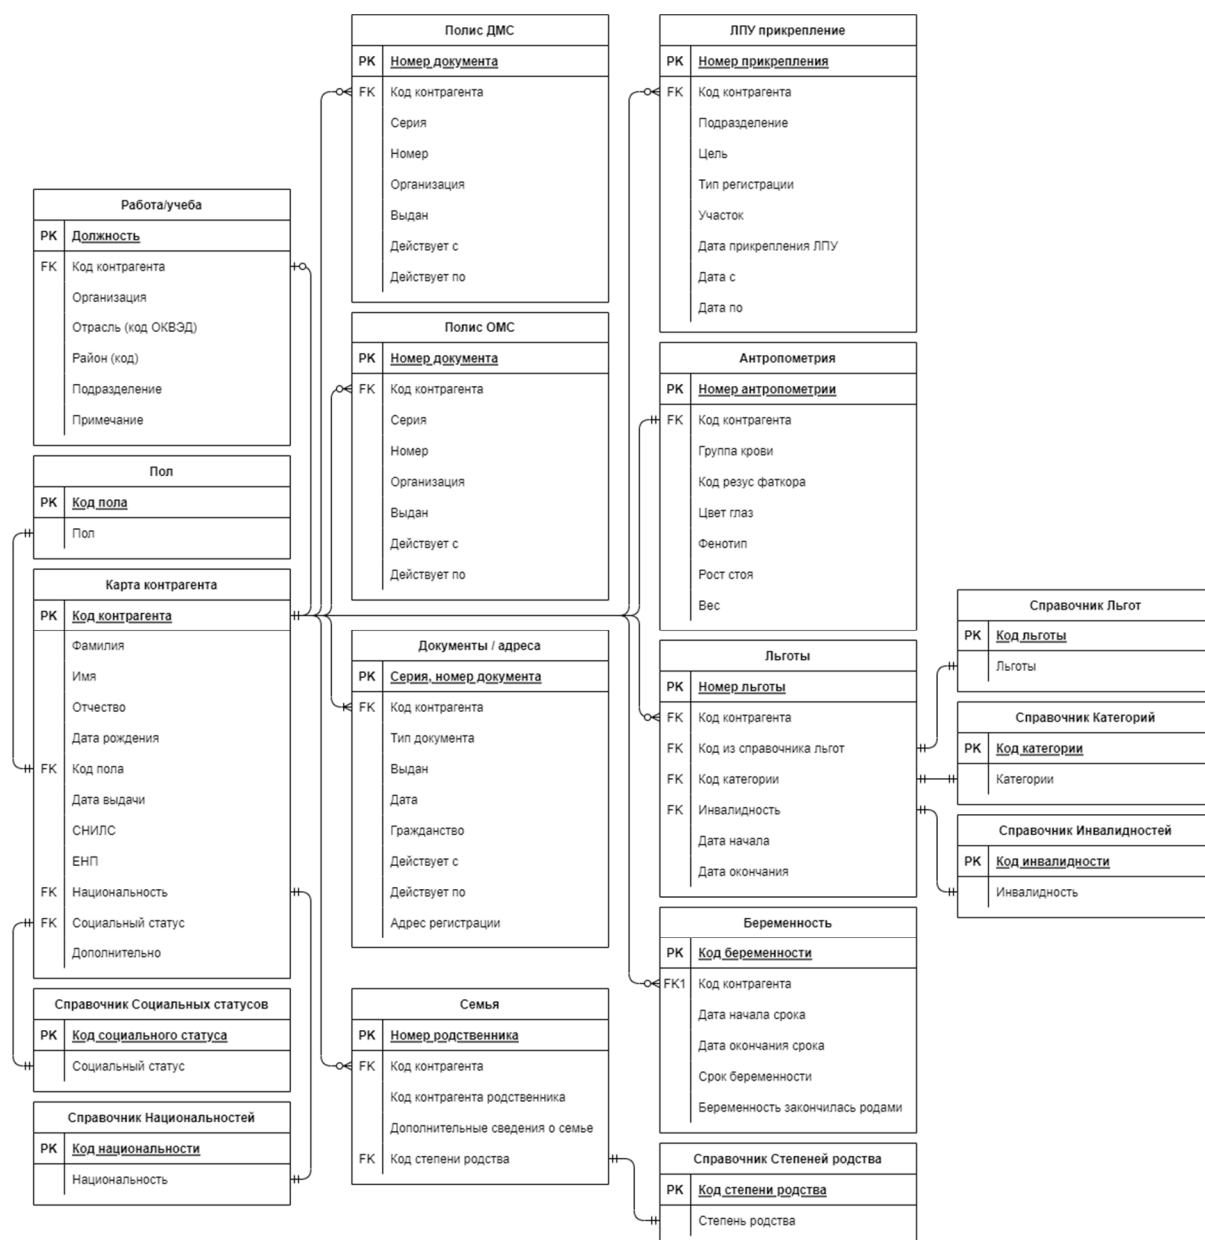 Работа/учеба
PK Должность
FK Код контрагента
Организация
Отрасль (код ОКВЭД)
Район (код)
Подразделение
Примечание
Пол
PK Код пола
Пол
Карта контрагента
PK Код контрагента
Фамилия
Имя
Отчество
Дата рождения
FK Код пола
Дата выдачи
СНИЛС
ЕНП
FK Национальность
FK Социальный статус
Дополнительно
Справочник Социальных статусов
PK Код социального статуса
Социальный статус
Справочник Национальностей
PK Код национальности
Национальность
Полис ДМС
PK Номер документа
FK Код контрагента
Серия
Номер
Организация
Выдан
Действует с
Действует по
Полис ОМС
PK Номер документа
FK Код контрагента
Серия
Номер
Организация
Выдан
Действует с
Действует по
Документы / адреса
PK Серия, номер документа
FK Код контрагента
Тип документа
Выдан
Дата
Гражданство
Действует с
Действует по
Адрес регистрации
Семья
PK Номер родственника
FK Код контрагента
Код контрагента родственника
Дополнительные сведения о семье
FK Код степени родства
ЛПУ прикрепление
PK Номер прикрепления
FK Код контрагента
Подразделение
Цель
Тип регистрации
Участок
Дата прикрепления ЛПУ
Дата с
Дата по
Антропометрия
PK Номер антропометрии
FK Код контрагента
Группа крови
Код резус фаткора
Цвет глаз
Фенотип
Рост стоя
Вес
Льготы
PK Номер льготы
FK Код контрагента
FK Код из справочника льгот
FK Код категории
FK Инвалидность
Дата начала
Дата окончания
Беременность
PK Код беременности
FK1 Код контрагента
Дата начала срока
Дата окончания срока
Срок беременности
Беременность закончилась родами
Справочник Степеней родства
PK Код степени родства
Степень родства
Справочник Льгот
PK Код льготы
Льготы
Справочник Категорий
PK Код категории
Категории
Справочник Инвалидностей
PK Код инвалидности
Инвалидность